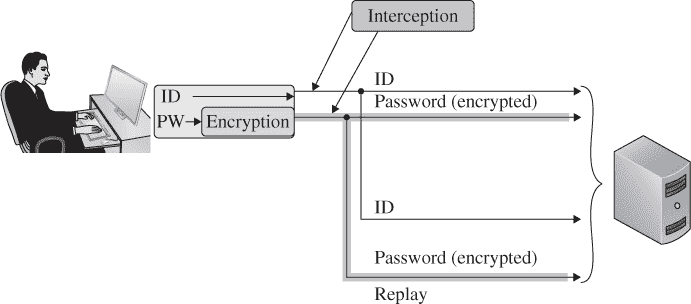 Interception
ID
ID
Password (encrypted)
PW
Encryption
ID
Password (encrypted)
Replay